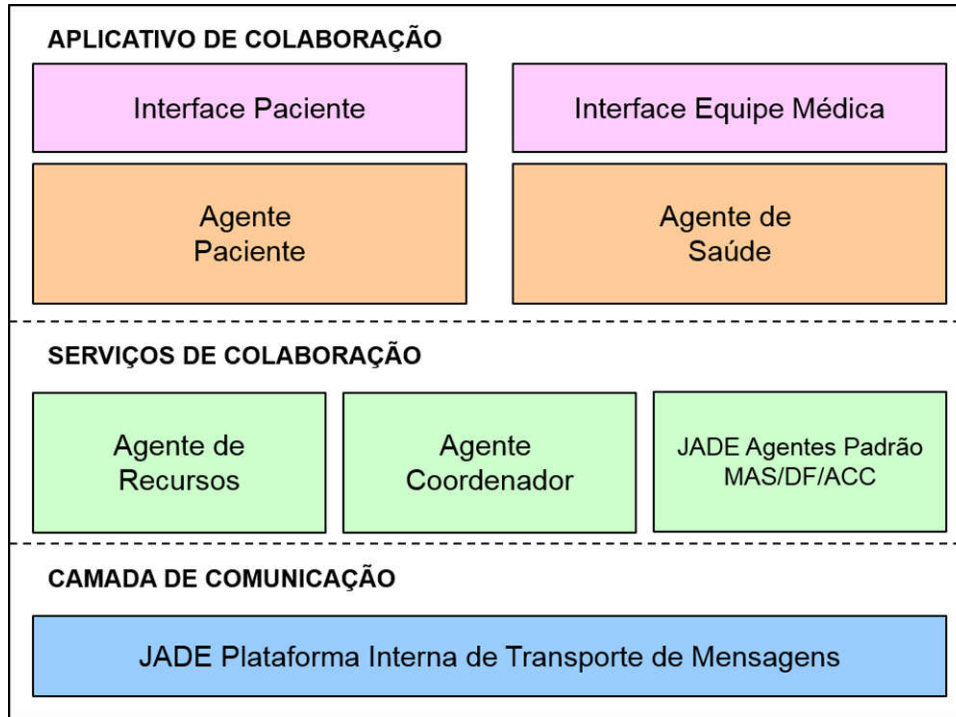 APLICATIVO DE COLABORAÇÃO
Interface Paciente
Interface Equipe Médica
Agente
Paciente
Agente de
Saúde
SERVIÇOS DE COLABORAÇÃO
Agente de
Recursos
Agente
Coordenador
JADE Agentes Padrão
MAS/DF/ACC
CAMADA DE COMUNICAÇÃO
JADE Plataforma Interna de Transporte de Mensagens